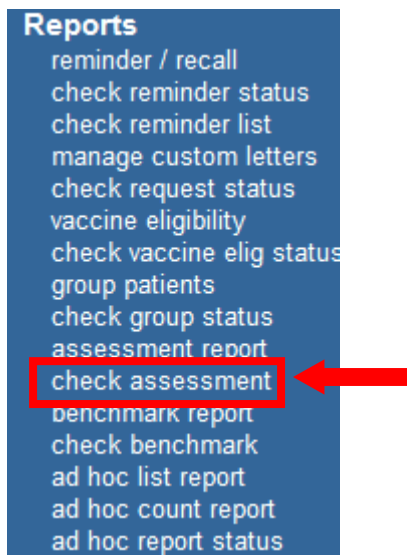 Reports
reminder / recall
check reminder status
check reminder list
manage custom letters
check request status
vaccine eligibility
check vaccine elig status
group patients
check group status
assessment report
check assessment
benchmark report
check benchmark
ad hoc list report
ad hoc count report
ad hoc report status